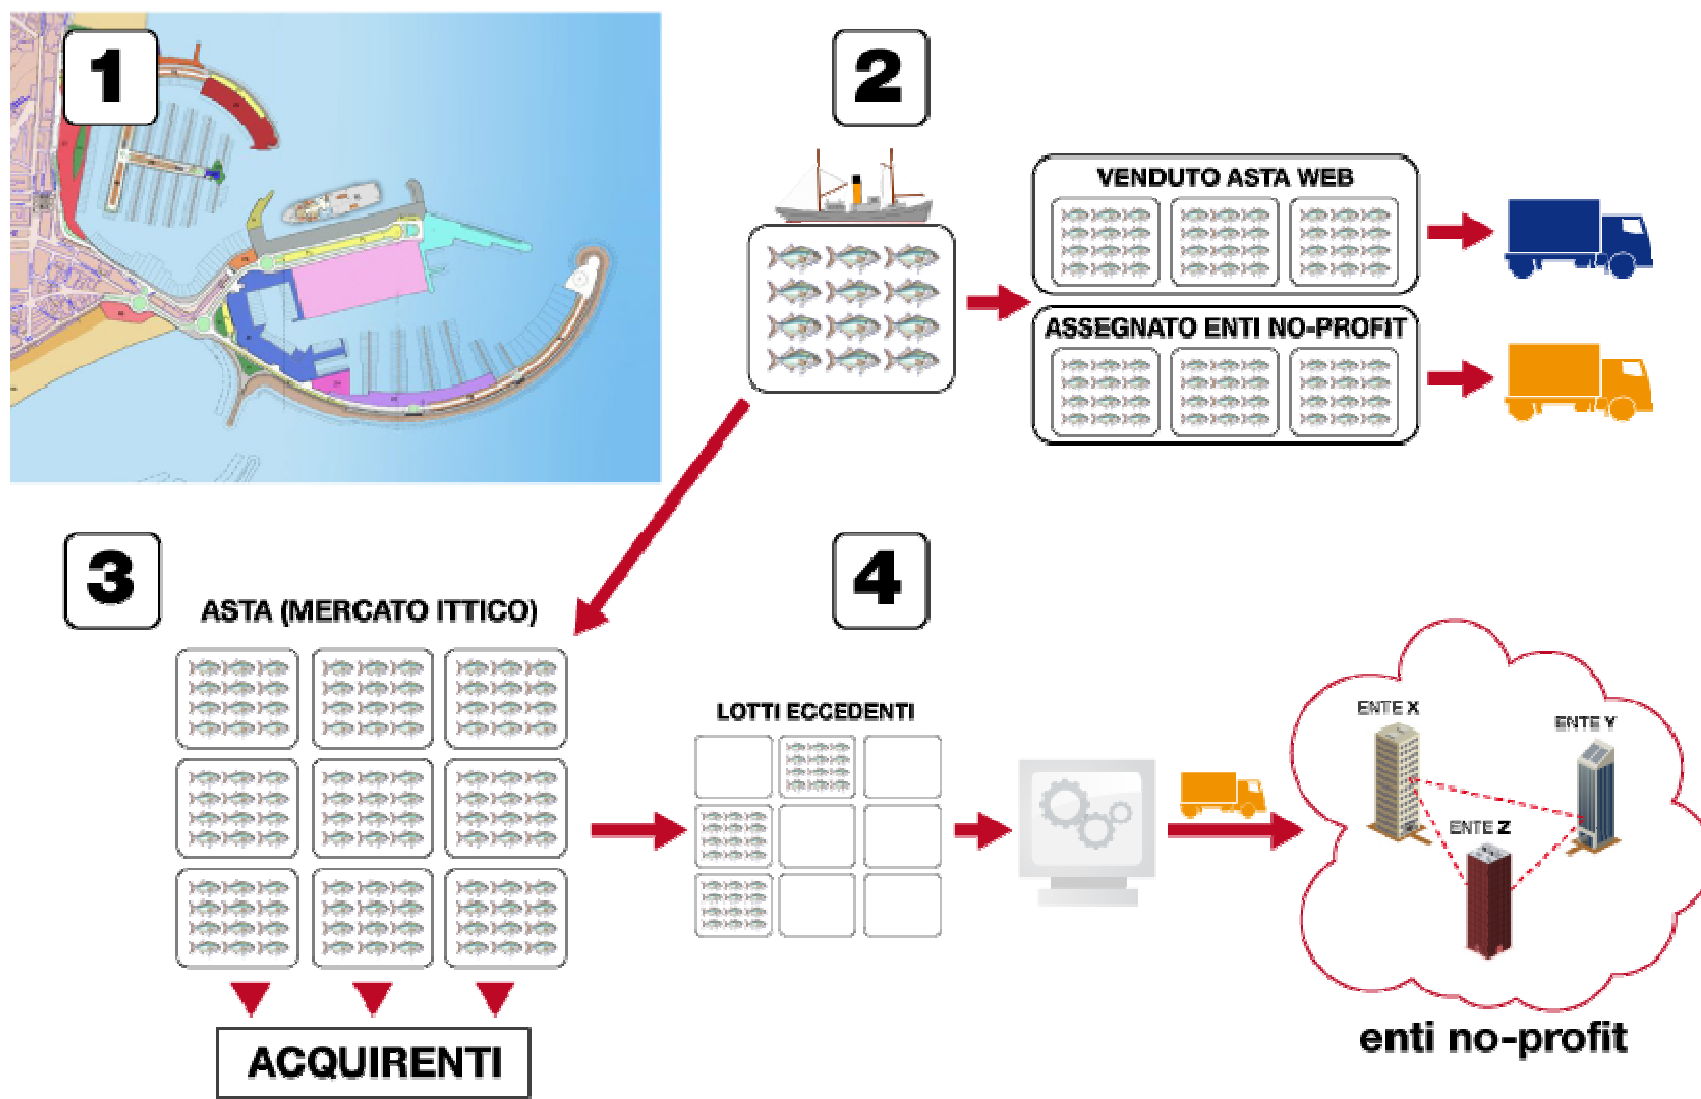 1
2
VENDUTO ASTA WEB
ASSEGNATO ENTI NO-PROFIT
3
ASTA (MERCATO ITTICO)
ACQUIRENTI
4
LOTTI ECCEDENTI
ENTE X
ENTE Y
ENTE Z
enti no-profit